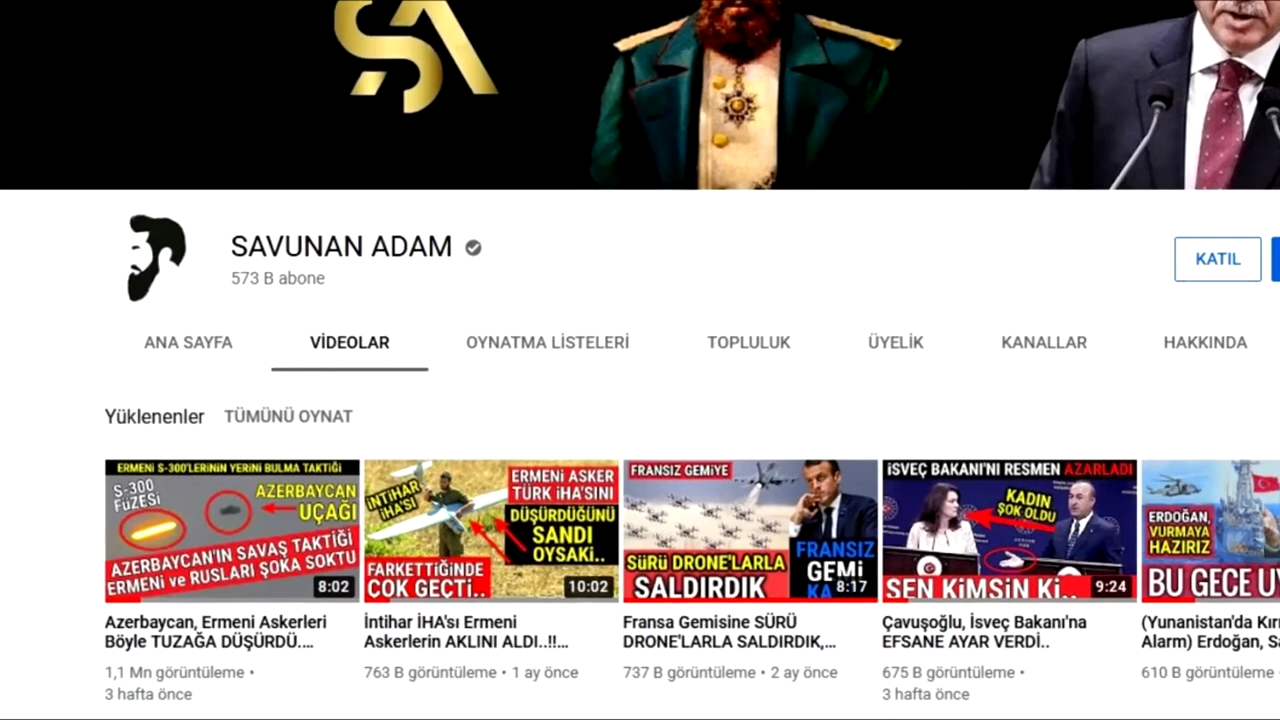 SA
SAVUNAN ADAM
573 B abone
KATIL
ANA SAYFA
VİDEOLAR
OYNATMA LİSTELERİ
TOPLULUK
ÜYELİK
KANALLAR
HAKKINDA
Yüklenenler
TÜMÜNÜ OYNAT
ERMENİ S-300'LERİNİN YERİNİ BULMA TAKTİĞİ
S-300
FÜZESİ
AZERBAYCAN
UÇAĞI
AZERBAYCAN'IN SAVAŞ TAKTİĞİ
ERMENİ ve RUSLARI ŞOKA SOKTU
8:02
Azerbaycan, Ermeni Askerleri
Böyle TUZAĞA DÜŞÜRDÜ....
1,1 Mn görüntüleme •
3 hafta önce
İNTİHAR
İHA'SI
ERMENİ ASKER
TÜRK İHA'SINI
DÜŞÜRDÜĞÜNÜ
SANDI
OYSAKİ..
FARKETTİĞİNDE
ÇOK GEÇTİ..
10:02
İntihar İHA'sı Ermeni
Askerlerin AKLINI ALDI..!!...
763 B görüntüleme • 1 ay önce
FRANSIZ GEMİYE
SÜRÜ DRONE'LARLA
SALDIRDIK
FRANSIZ
GEMİ
8:17
Fransa Gemisine SÜRÜ
DRONE'LARLA SALDIRDIK,...
737 B görüntüleme • 2 ay önce
İSVEÇ BAKANI'NI RESMEN AZARLADI
KADIN
ŞOK OLDU
SEN KİMSİN Kİ..
9:24
Çavuşoğlu, İsveç Bakanı'na
EFSANE AYAR VERDİ..
675 B görüntüleme •
3 hafta önce
ERDOĞAN,
VURMAYA
HAZIRIZ
BU GECE
(Yunanistan'da
Alarm) Erdoğan,
610 B görüntüleme